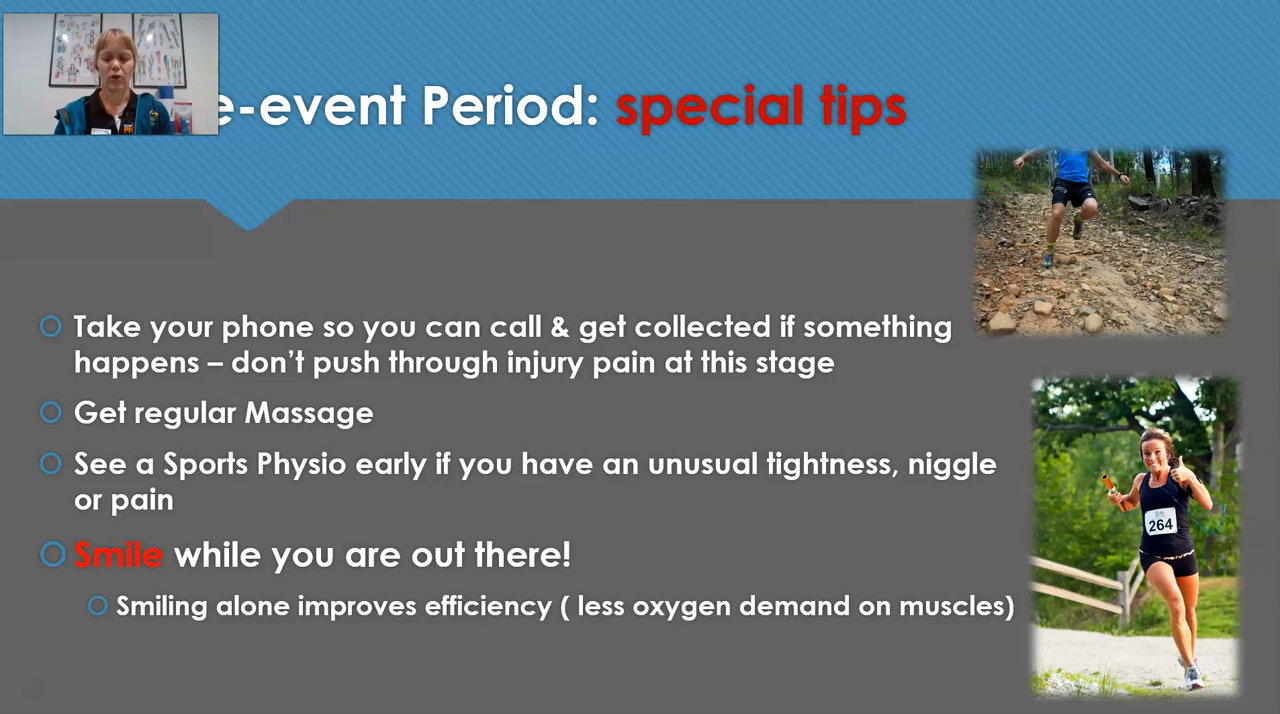 e-event Period: special tips
Take your phone so you can call & get collected if something
happens – don’t push through injury pain at this stage
Get regular Massage
See a Sports Physio early if you have an unusual tightness, niggle
or pain
Smile while you are out there!
Smiling alone improves efficiency ( less oxygen demand on muscles)
264